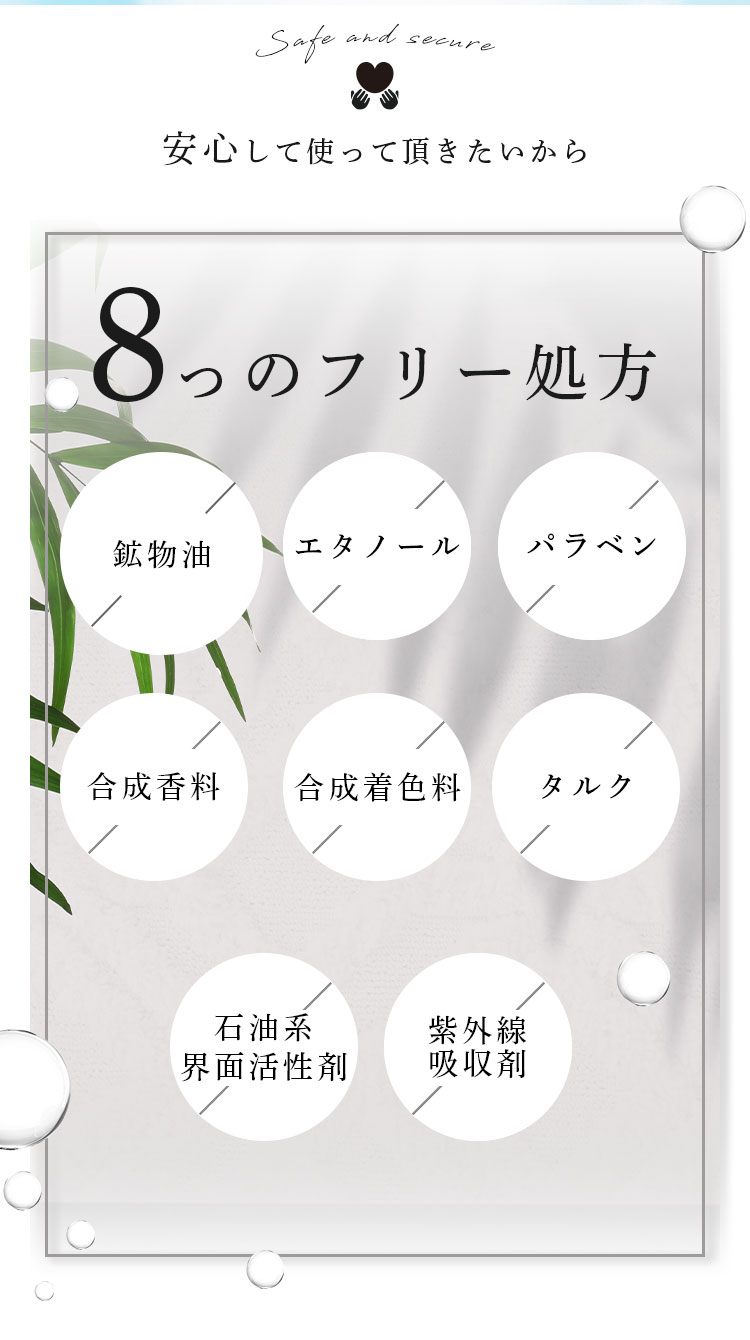 Safe and secure
安心して使って頂きたいから
8つのフリー処方
鉱物油
エタノール
パラベン
合成香料
合成着色料
タルク
石油系
界面活性剤
紫外線
吸収剤